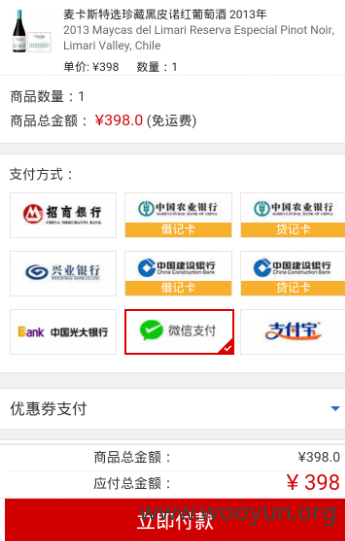 麦卡斯特选珍藏黑皮诺红葡萄酒 2013年
2013 Maycas del Limari Reserva Especial Pinot Noir,
Limari Valley, Chile
单价: ¥398 数量：1
商品数量：1
商品总金额： ¥398.0 (免运费)
支付方式：
招商银行 中国农业银行 中国农业银行
CHINA MERCHANTS BANK AGRICULTURAL BANK OF CHINA AGRICULTURAL BANK OF CHINA
借记卡 贷记卡
兴业银行 中国建设银行 中国建设银行
INDUSTRIAL BANK CO.,LTD. China Construction Bank China Construction Bank
借记卡 贷记卡
Bank 中国光大银行 微信支付 支付宝
优惠券支付
商品总金额： ¥398.0
应付总金额： ¥ 398
www.wooyun.org
立即付款